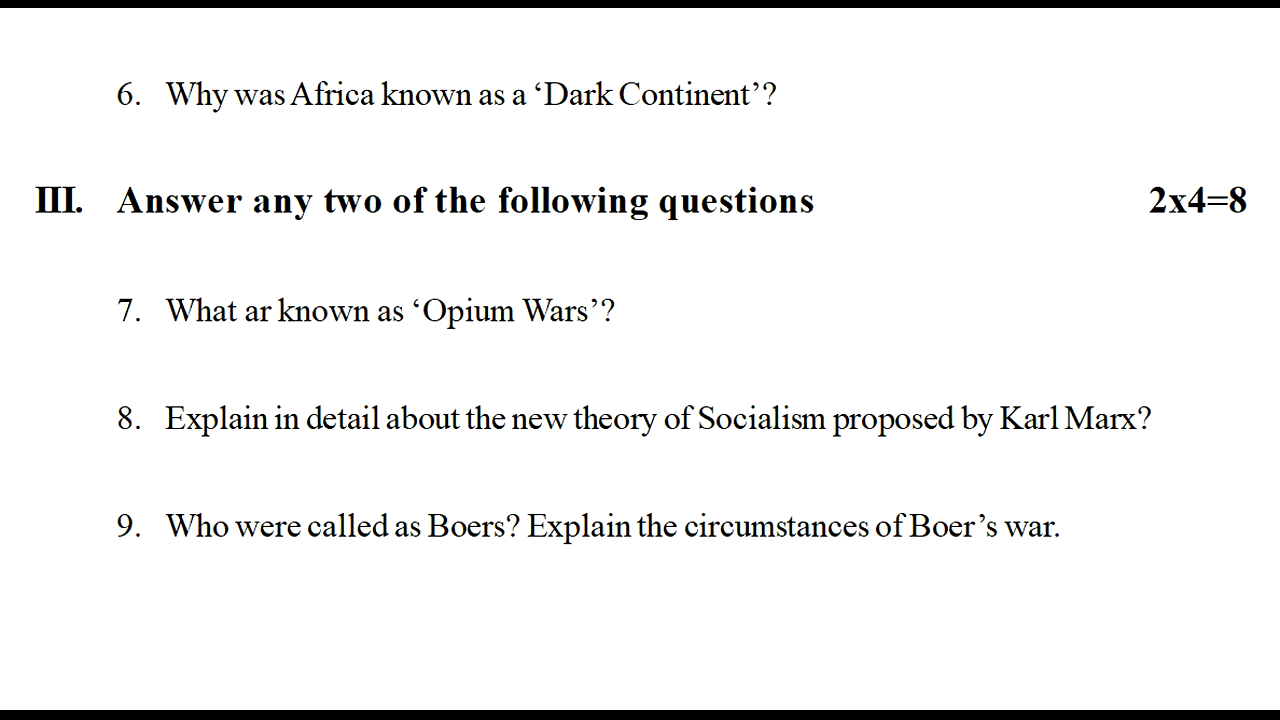 6. Why was Africa known as a ‘Dark Continent’?
III. Answer any two of the following questions 2x4=8
7. What ar known as ‘Opium Wars’?
8. Explain in detail about the new theory of Socialism proposed by Karl Marx?
9. Who were called as Boers? Explain the circumstances of Boer’s war.